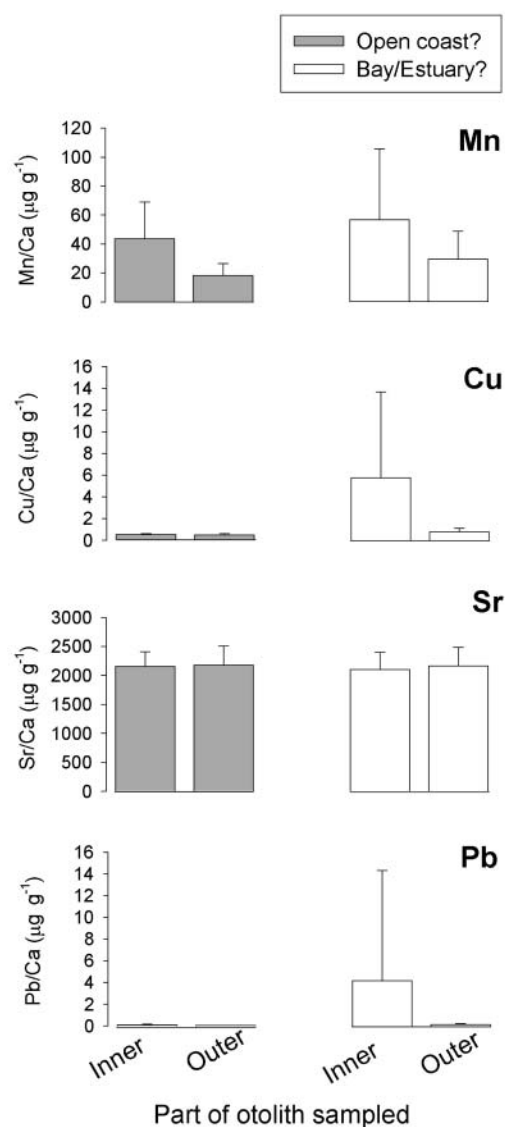 Open coast?
Bay/Estuary?
Mn
Mn/Ca (µg g⁻¹)
120
100
80
60
40
20
0
Cu
Cu/Ca (µg g⁻¹)
16
14
12
10
8
6
4
2
0
Sr
Sr/Ca (µg g⁻¹)
3000
2500
2000
1500
1000
500
0
Pb
Pb/Ca (µg g⁻¹)
16
14
12
10
8
6
4
2
0
Inner Outer Inner Outer
Part of otolith sampled